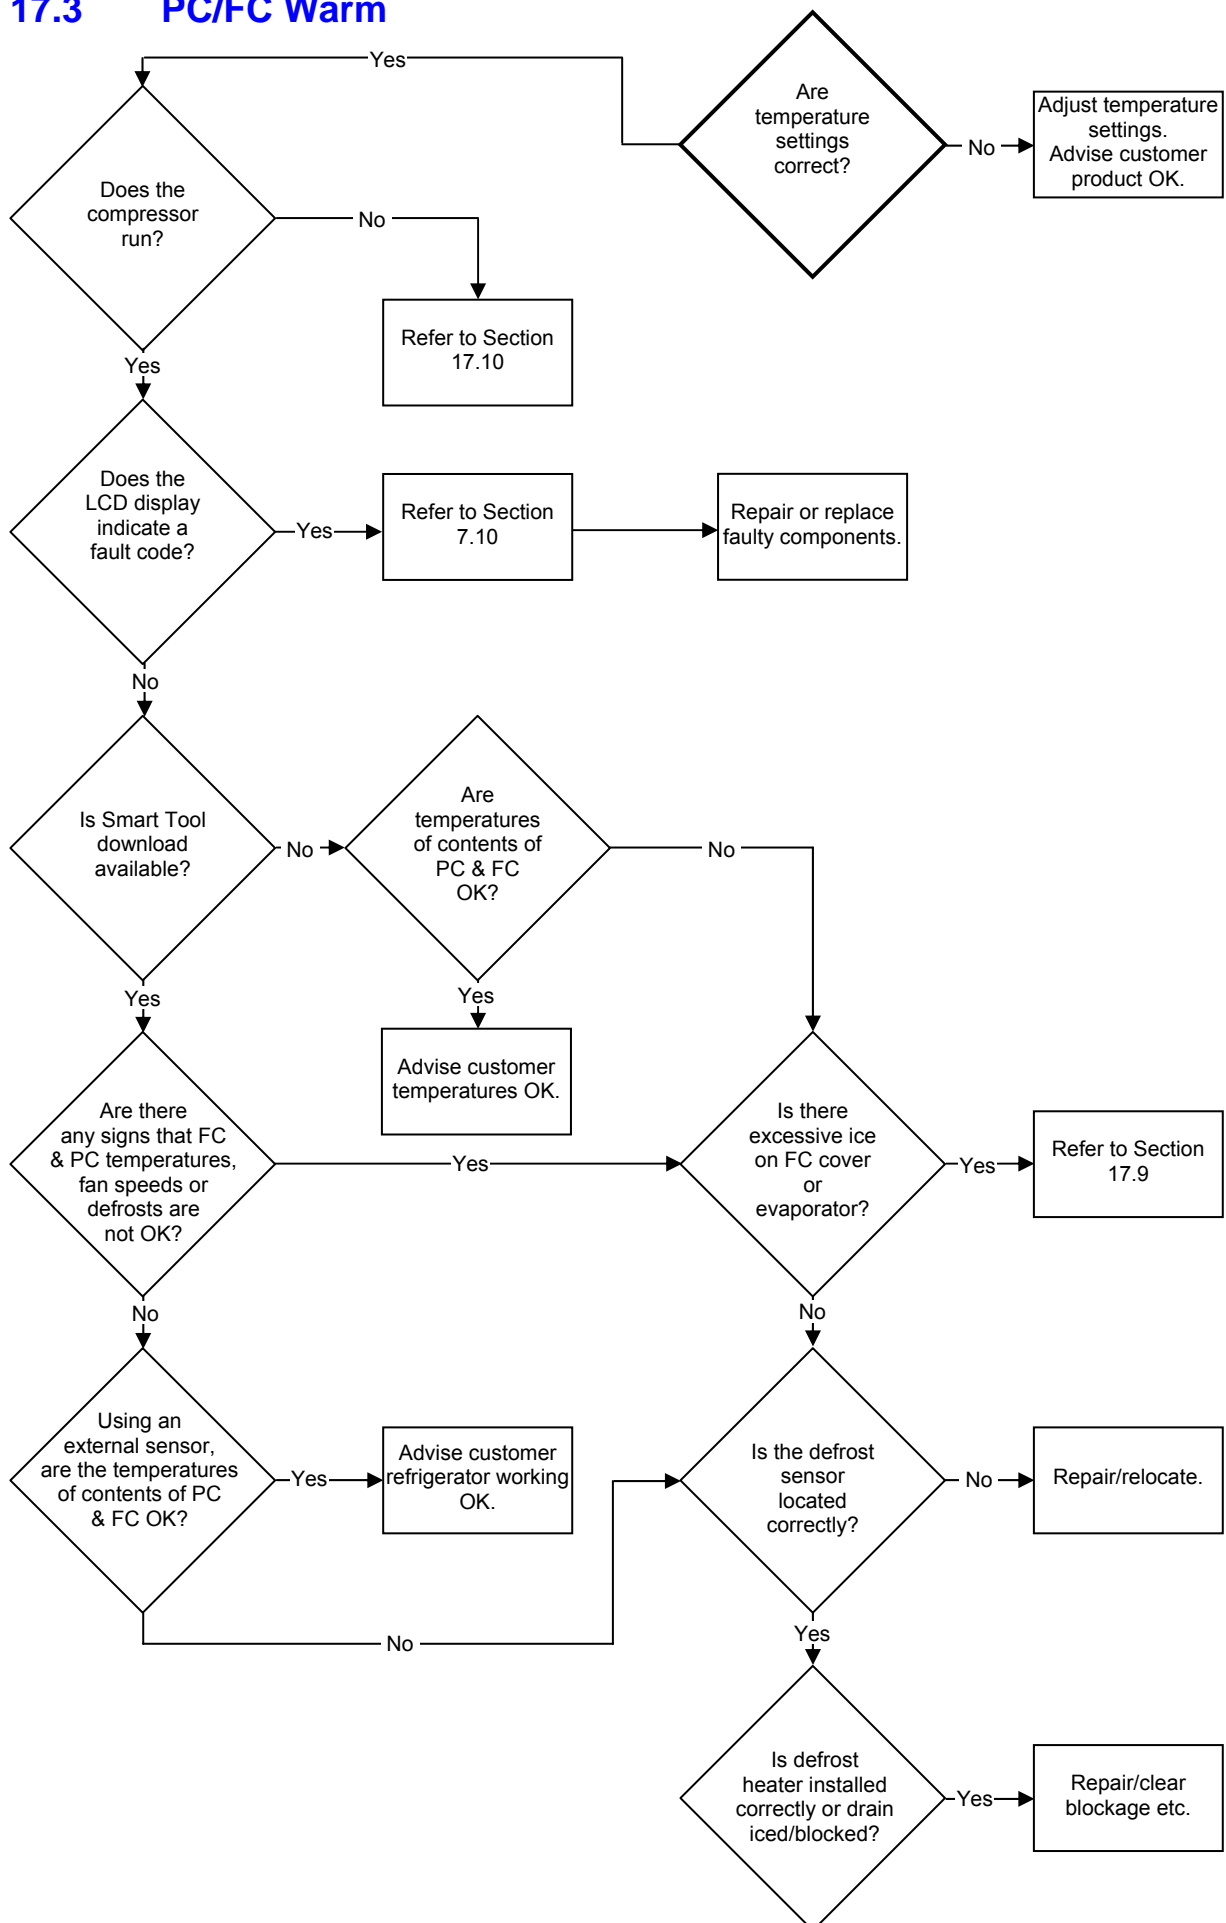 17.3 PC/FC Warm
Yes
Are
temperature
settings
correct?
No
Adjust temperature
settings.
Advise customer
product OK.
Does the
compressor
run?
No
Refer to Section
17.10
Yes
Does the
LCD display
indicate a
fault code?
Yes
Refer to Section
7.10
Repair or replace
faulty components.
No
Is Smart Tool
download
available?
No
Are
temperatures
of contents of
PC & FC
OK?
No
Yes
Yes
Advise customer
temperatures OK.
Are there
any signs that FC
& PC temperatures,
fan speeds or
defrosts are
not OK?
Yes
Is there
excessive ice
on FC cover
or
evaporator?
Yes
Refer to Section
17.9
No
No
Using an
external sensor,
are the temperatures
of contents of PC
& FC OK?
Yes
Advise customer
refrigerator working
OK.
Is the defrost
sensor
located
correctly?
No
Repair/relocate.
No
Yes
Is defrost
heater installed
correctly or drain
iced/blocked?
Yes
Repair/clear
blockage etc.